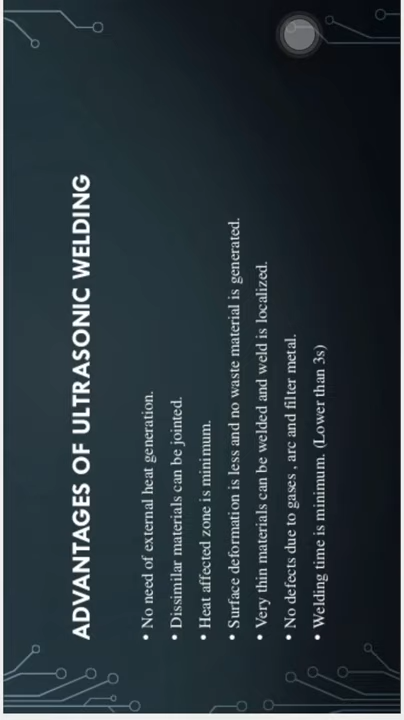 ADVANTAGES OF ULTRASONIC WELDING
• No need of external heat generation.
• Dissimilar materials can be jointed.
• Heat affected zone is minimum.
• Surface deformation is less and no waste material is generated.
• Very thin materials can be welded and weld is localized.
• No defects due to gases , arc and filter metal.
• Welding time is minimum. (Lower than 3s)